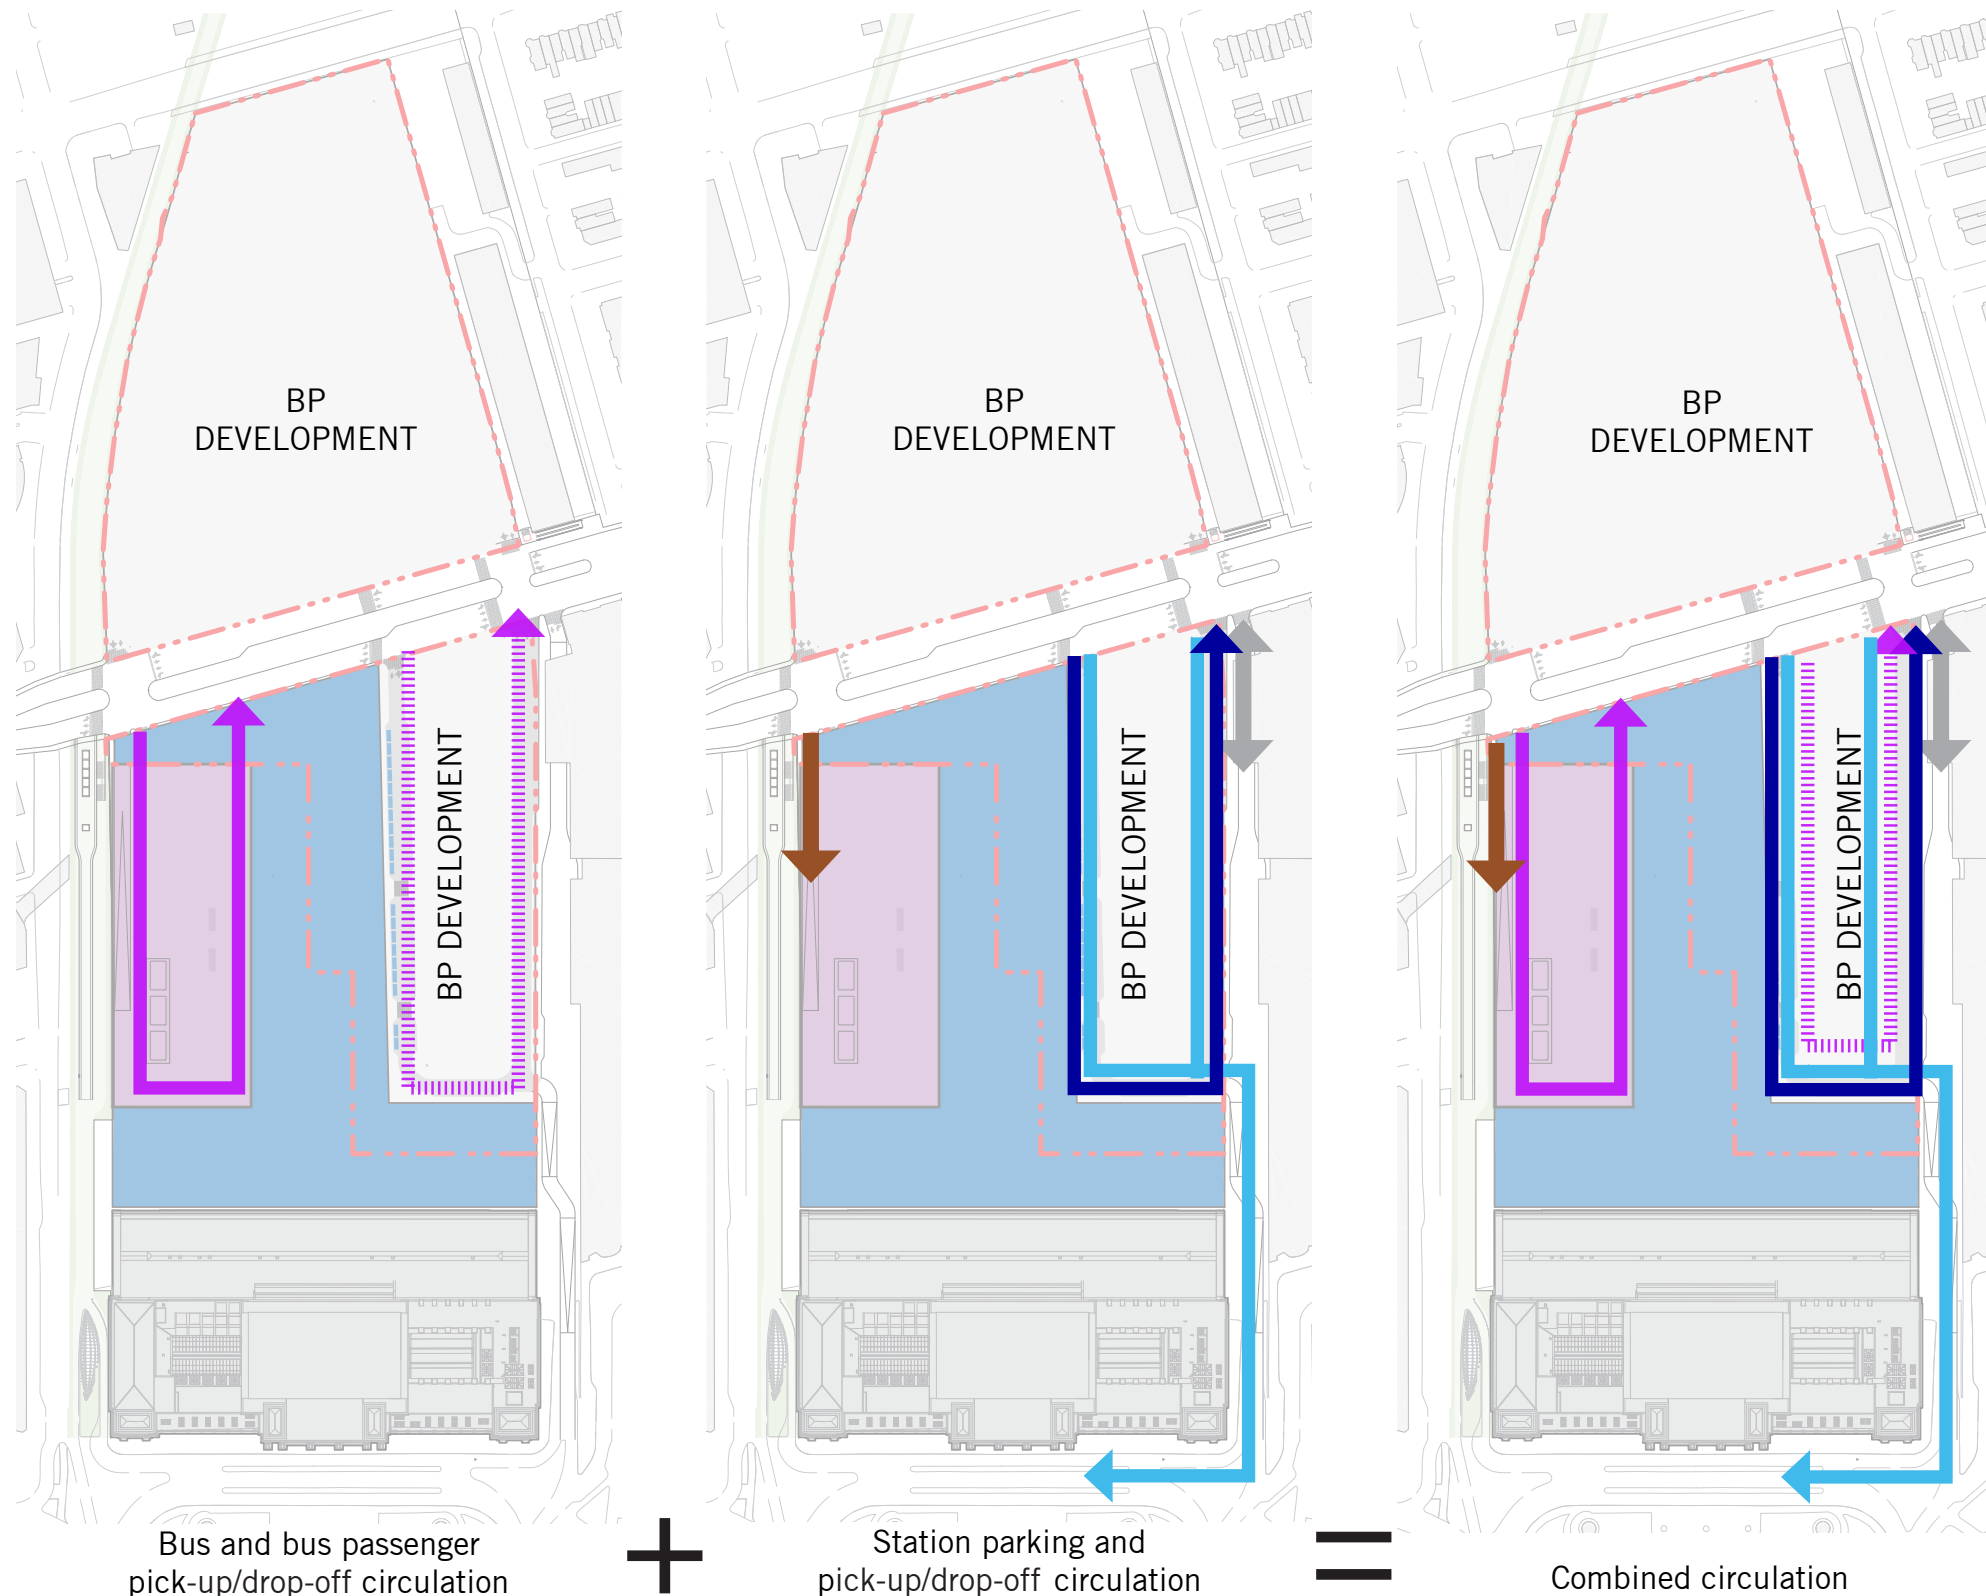 BP
DEVELOPMENT
BP DEVELOPMENT
BP
DEVELOPMENT
BP DEVELOPMENT
BP
DEVELOPMENT
BP DEVELOPMENT
Bus and bus passenger
pick-up/drop-off circulation
+
Station parking and
pick-up/drop-off circulation
=
Combined circulation